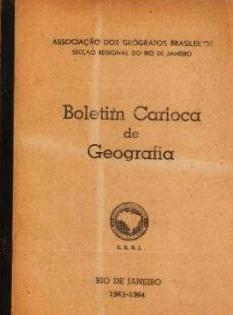 ASSOCIAÇÃO DOS GEÓGRAFOS BRASILEIROS
SECÇÃO REGIONAL DO RIO DE JANEIRO
Boletim Carioca
de
Geografia
RIO DE JANEIRO
1963-1964